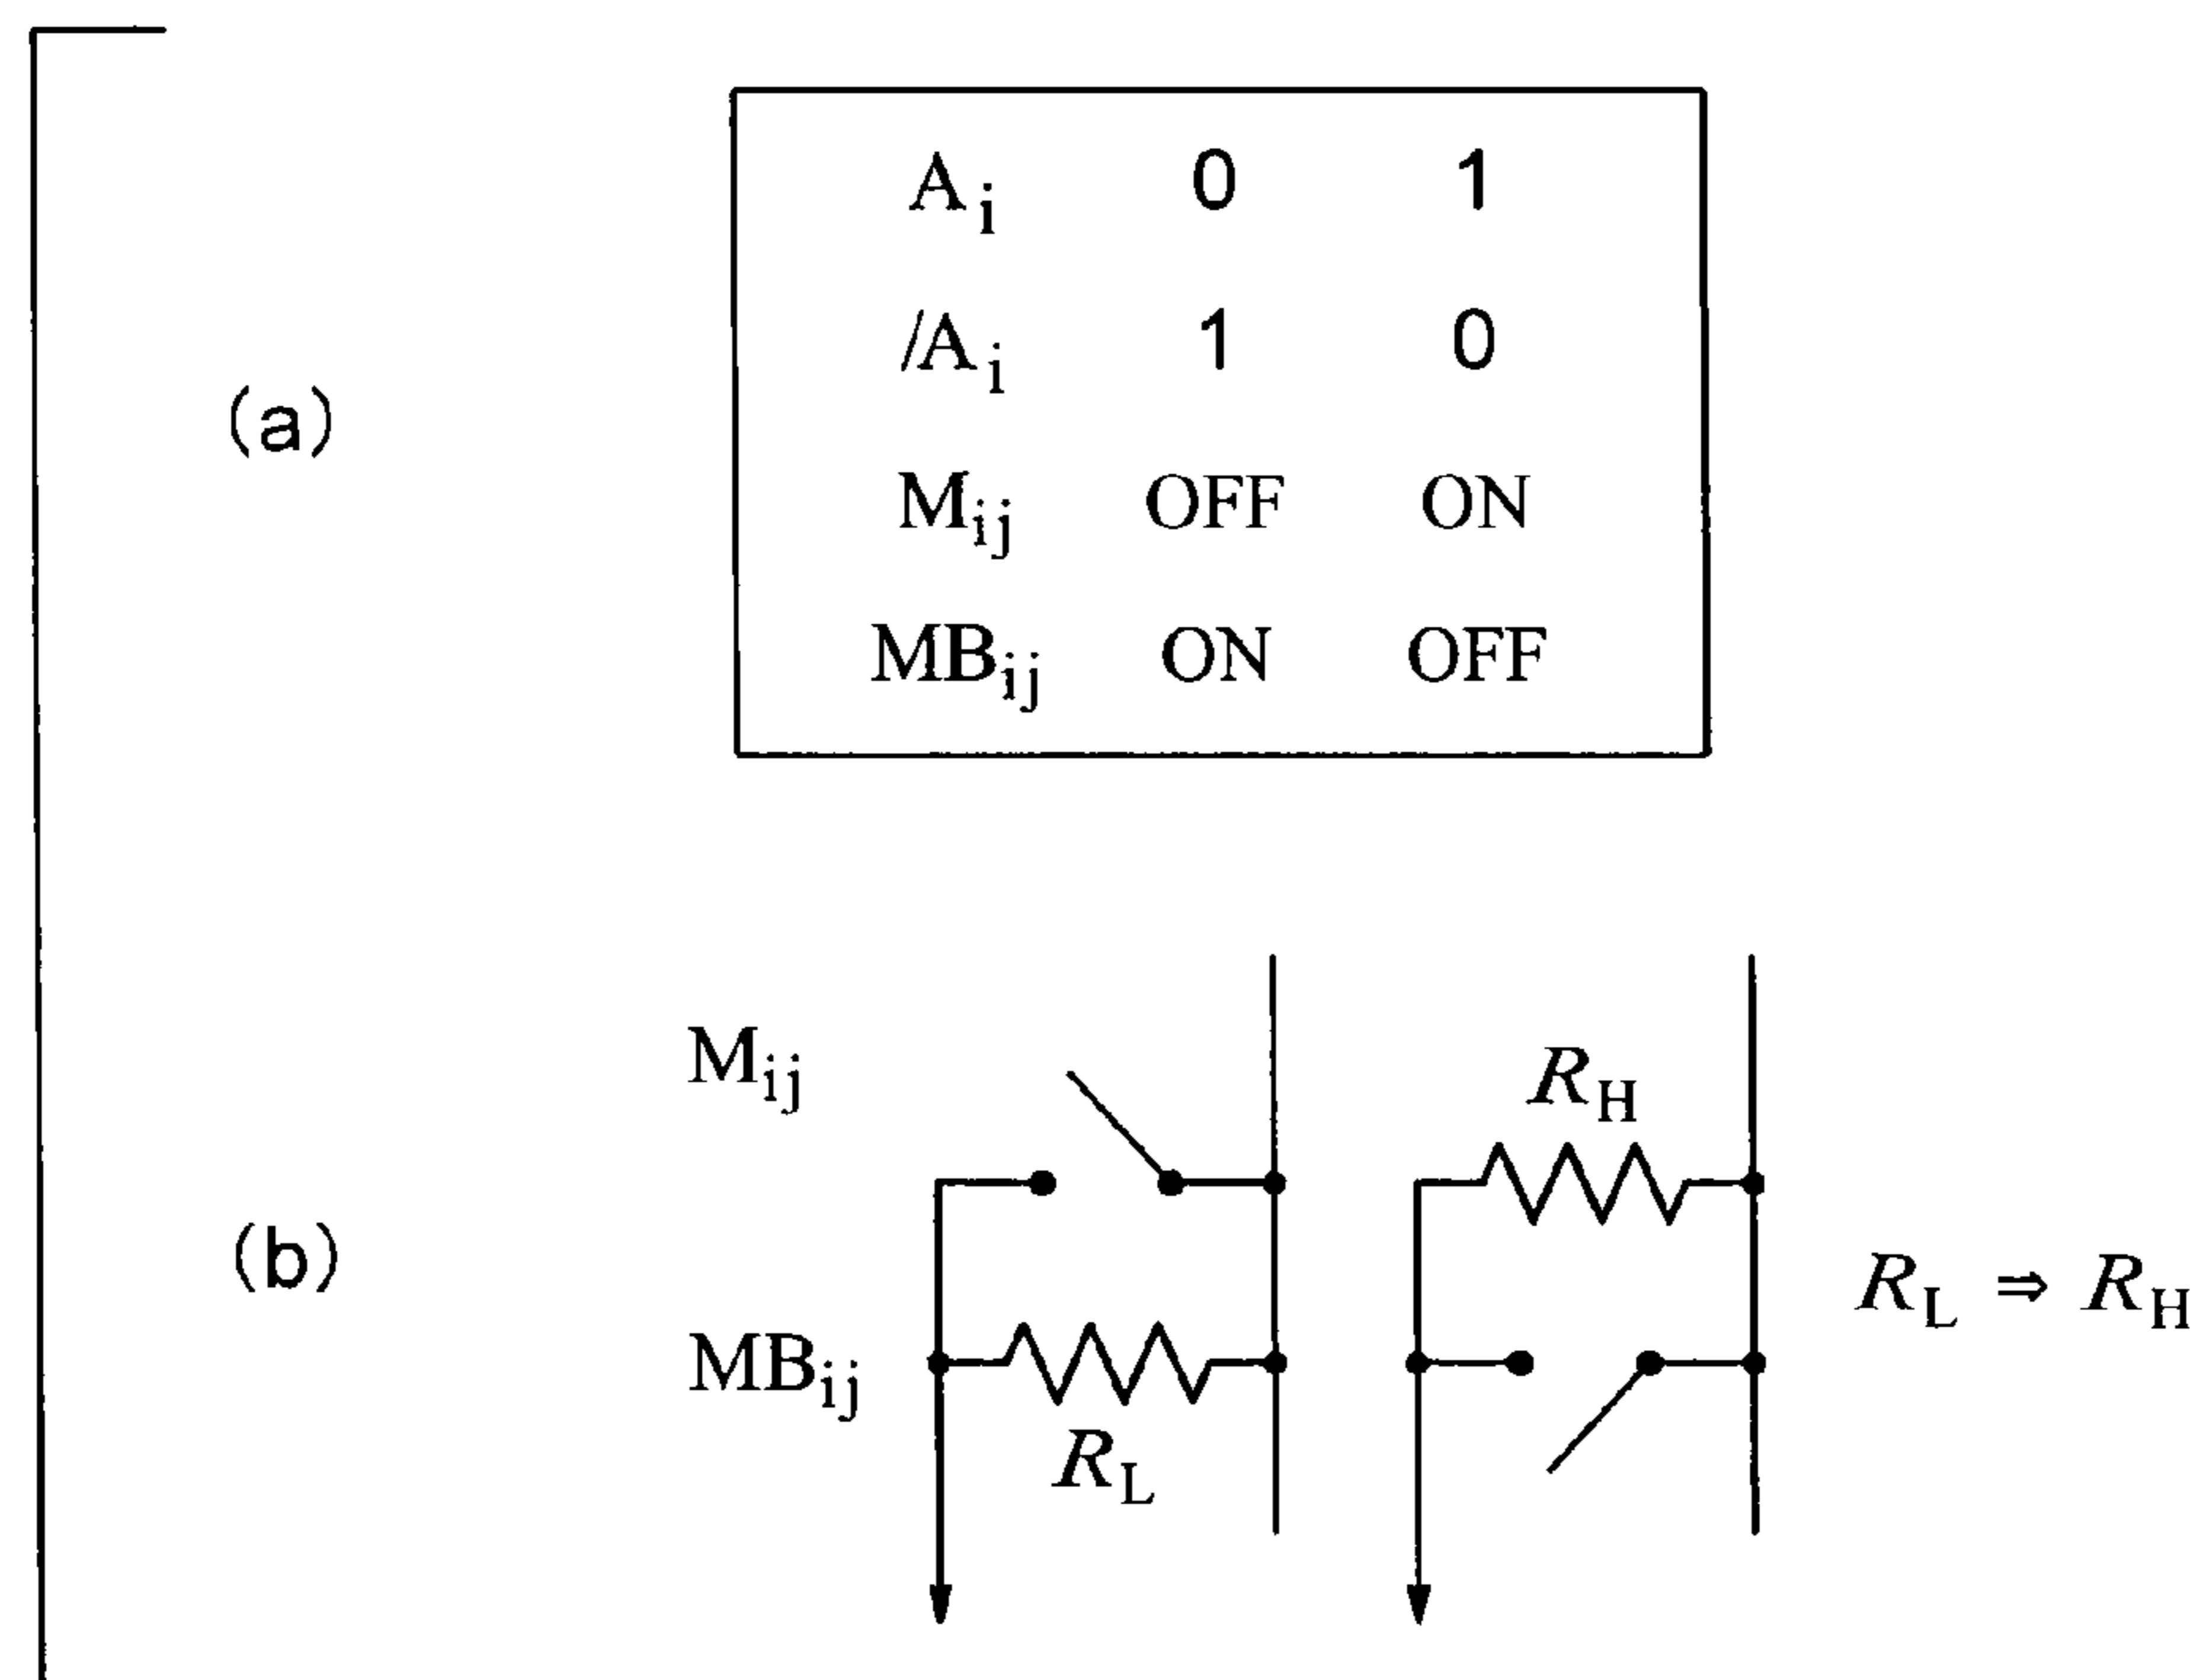 (a)
A_i 0 1
/A_i 1 0
M_ij OFF ON
MB_ij ON OFF
(b)
M_ij
R_H
MB_ij
R_L
R_L ⇒ R_H